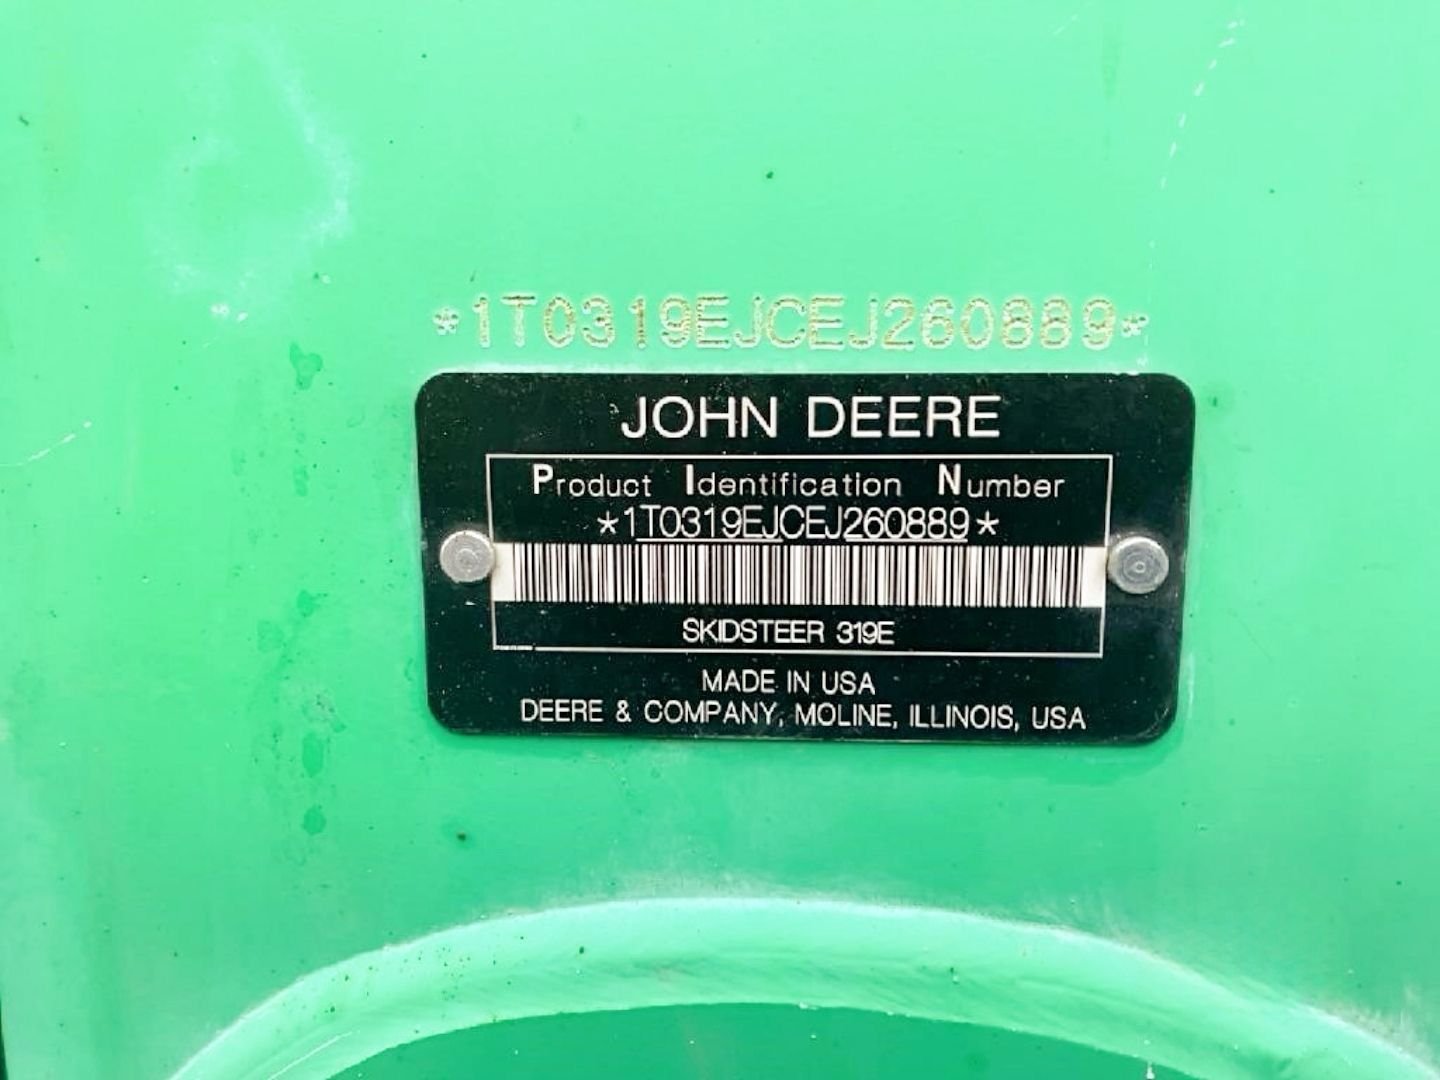 *1T0319EJCEJ260889*
JOHN DEERE
Product Identification Number
*1T0319EJCEJ260889*
SKIDSTEER 319E
MADE IN USA
DEERE & COMPANY, MOLINE, ILLINOIS, USA